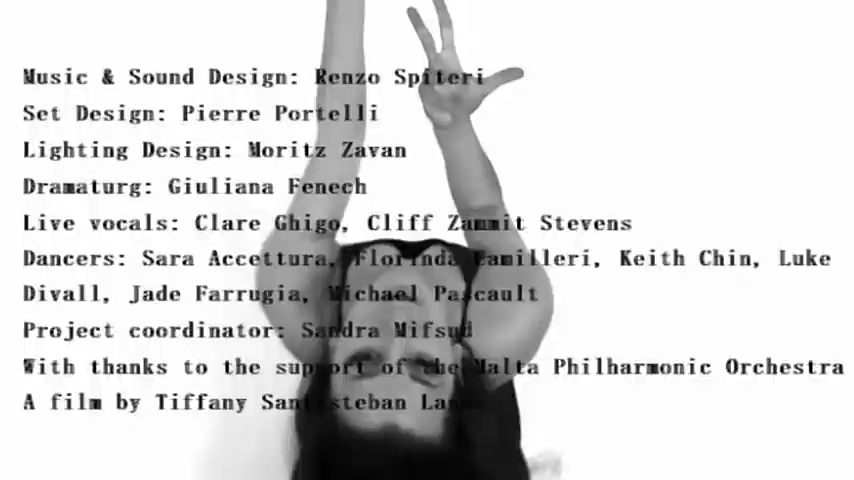 Music & Sound Design: Renzo Spiteri
Set Design: Pierre Portelli
Lighting Design: Moritz Zavan
Dramaturg: Giuliana Fenech
Live vocals: Clare Ghigo, Cliff Zammit Stevens
Dancers: Sara Accettura, Florinda Camilleri, Keith Chin, Luke
Divall, Jade Farrugia, Michael Pascault
Project coordinator: Sandra Mifsud
With thanks to the support of the Malta Philharmonic Orchestra
A film by Tiffany